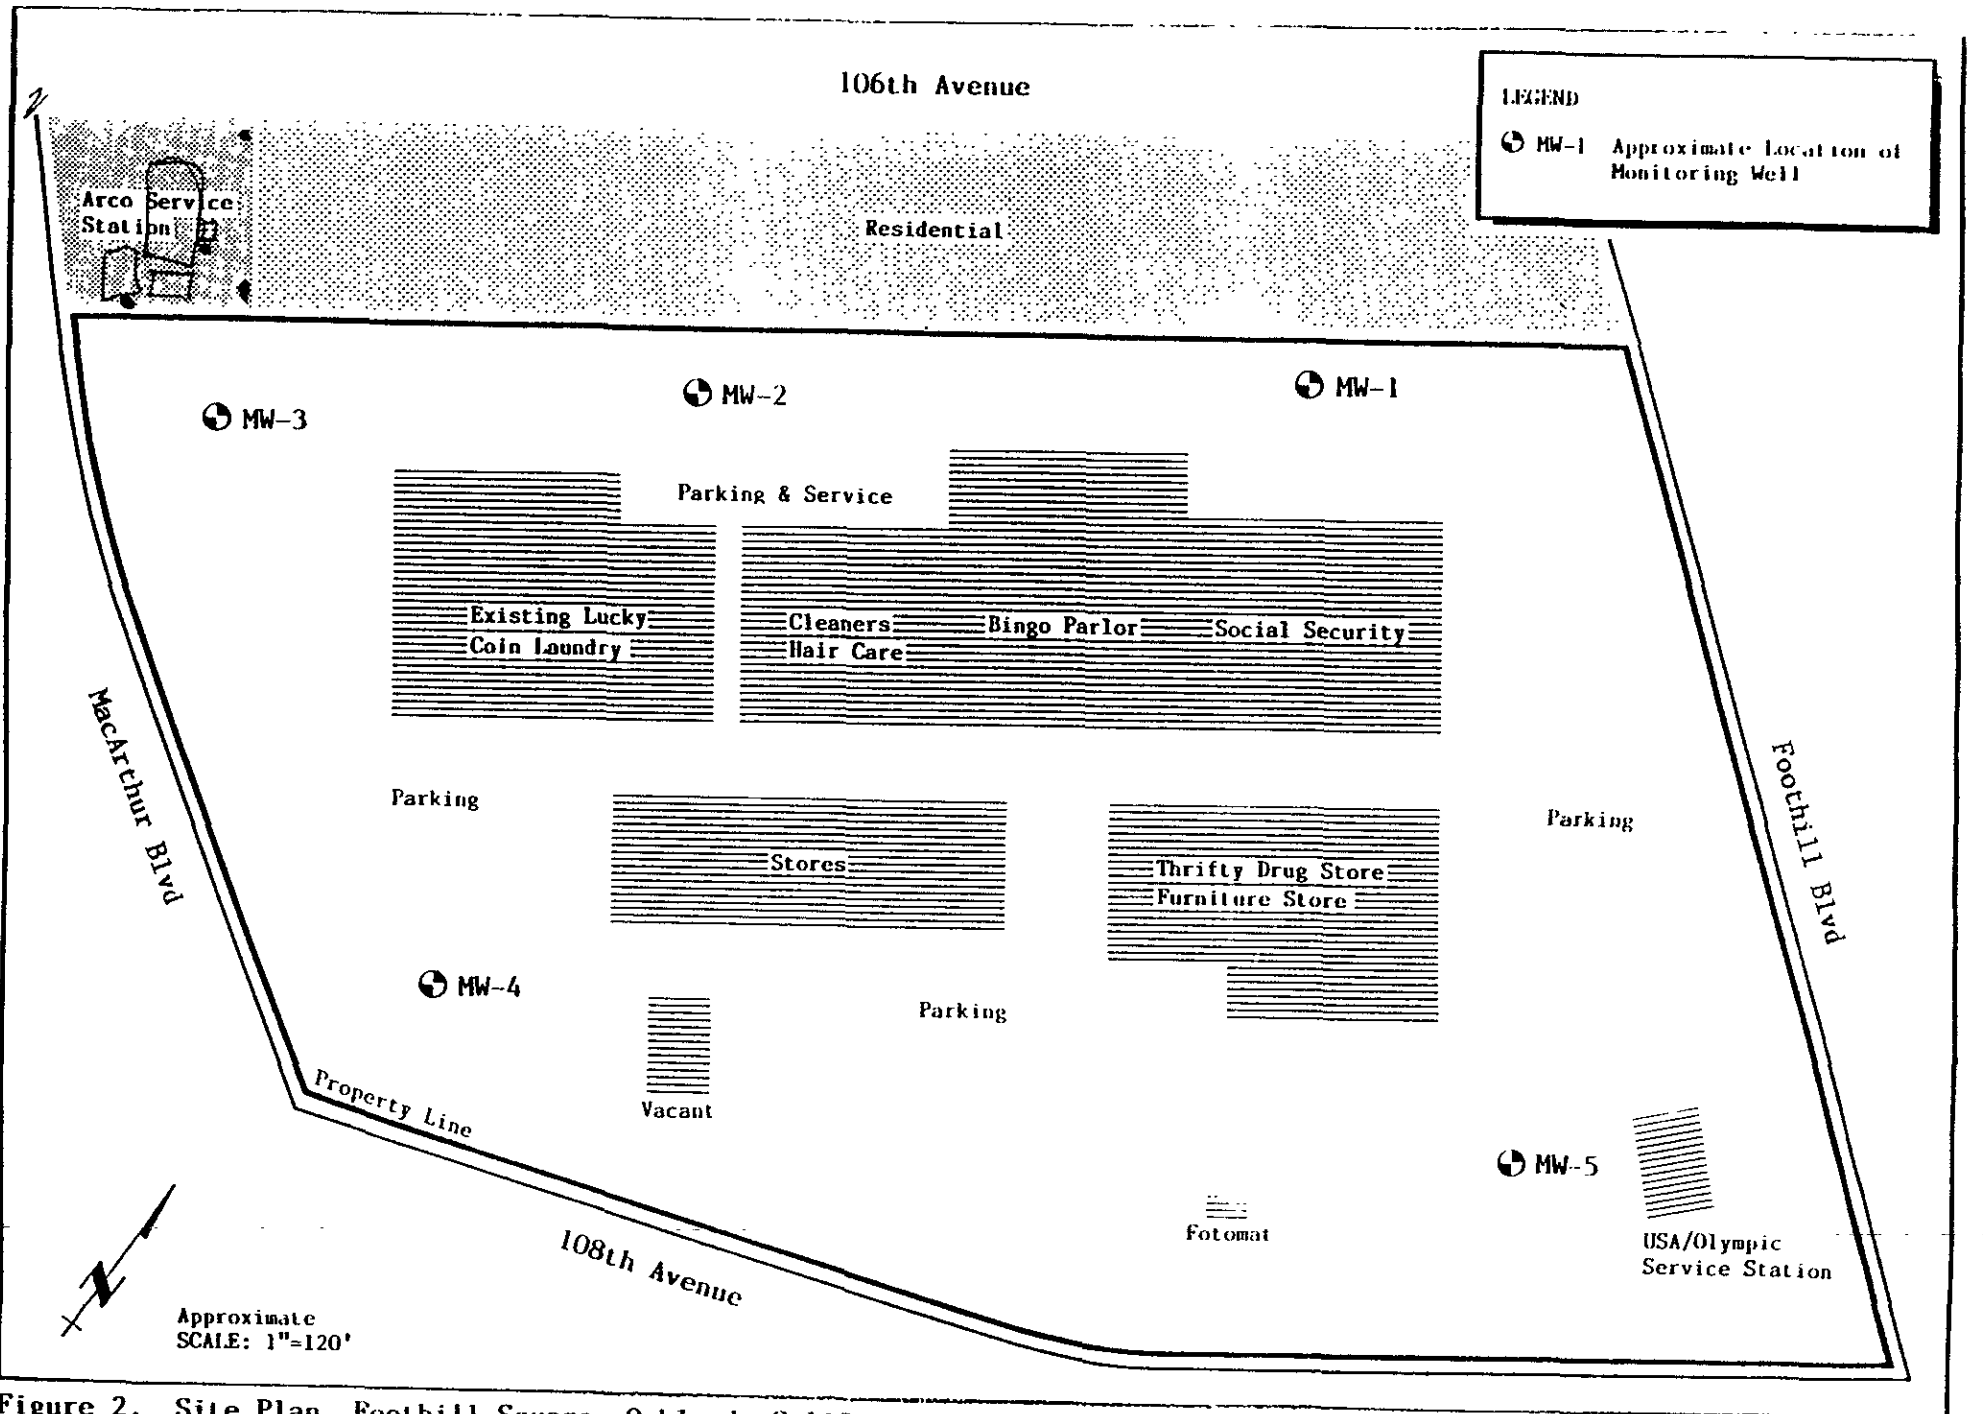 106th Avenue
LEGEND
MW-1 Approximate Location of
Monitoring Well
Arco Service
Station
Residential
MW-3
MW-2
MW-1
Parking & Service
Existing Lucky
Coin Laundry
Cleaners
Hair Care
Bingo Parlor
Social Security
MacArthur Blvd
Foothill Blvd
Parking
Parking
Stores
Thrifty Drug Store
Furniture Store
MW-4
Parking
Vacant
Property Line
MW-5
Fotomat
USA/Olympic
Service Station
108th Avenue
N
Approximate
SCALE: 1"=120'
Figure 2. Site Plan, Foothill Square